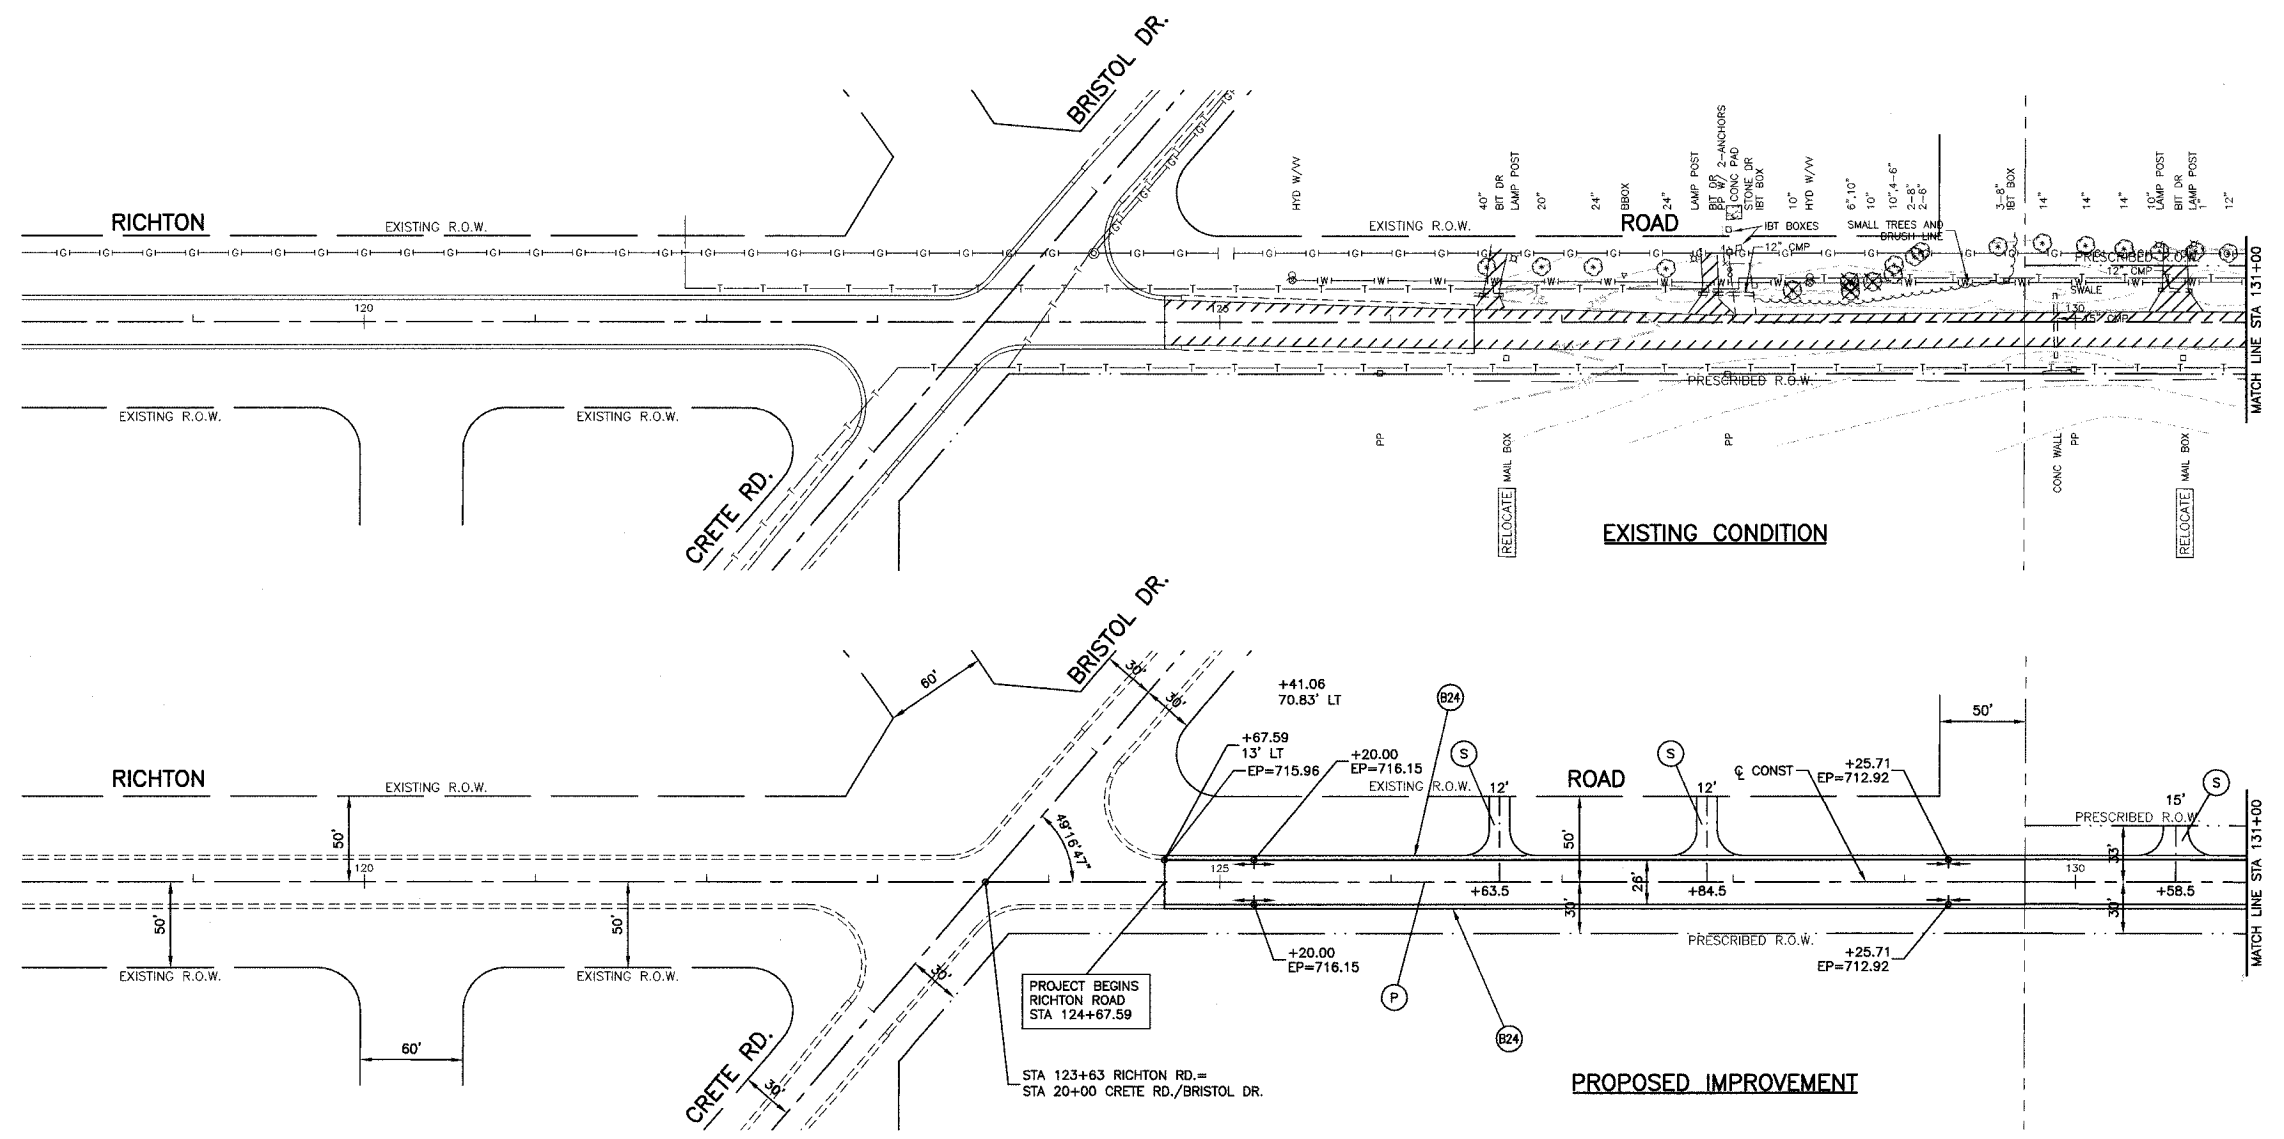 BRISTOL DR.
RICHTON
EXISTING R.O.W.
EXISTING R.O.W.
ROAD
HYD W/VV
40"
BIT DR
LAMP POST
20"
24"
BBOX
24"
LAMP POST
BIT DR
PP W/ 2-ANCHORS
CONC PAD
STONE DR
IBT BOX
10"
HYD W/VV
6",10"
10"
10",4-6"
2-8"
2-6"
3-8"
IBT BOX
14"
14"
14"
10"
LAMP POST
BIT DR
LAMP POST
1"
12"
IBT BOXES
12" CMP
SMALL TREES AND
BRUSH LINE
PRESCRIBED R.O.W.
12" CMP
SWALE
120
125
130
15" CMP
PRESCRIBED R.O.W.
MATCH LINE STA 131+00
EXISTING R.O.W.
EXISTING R.O.W.
CRETE RD.
PP
RELOCATE MAIL BOX
PP
CONC WALL
PP
RELOCATE MAIL BOX
EXISTING CONDITION
BRISTOL DR.
60'
30'
30'
+41.06
70.83' LT
B24
50'
+67.59
13' LT
EP=715.96
+20.00
EP=716.15
S
S
S
RICHTON
EXISTING R.O.W.
EXISTING R.O.W.
12'
ROAD
12'
℄ CONST
+25.71
EP=712.92
15'
PRESCRIBED R.O.W.
50'
49°16'47"
50'
33'
120
125
130
26'
+63.5
+84.5
+58.5
50'
50'
30'
30'
MATCH LINE STA 131+00
EXISTING R.O.W.
EXISTING R.O.W.
30'
+20.00
EP=716.15
PRESCRIBED R.O.W.
+25.71
EP=712.92
PROJECT BEGINS
RICHTON ROAD
STA 124+67.59
P
B24
60'
CRETE RD.
30'
STA 123+63 RICHTON RD.=
STA 20+00 CRETE RD./BRISTOL DR.
PROPOSED IMPROVEMENT